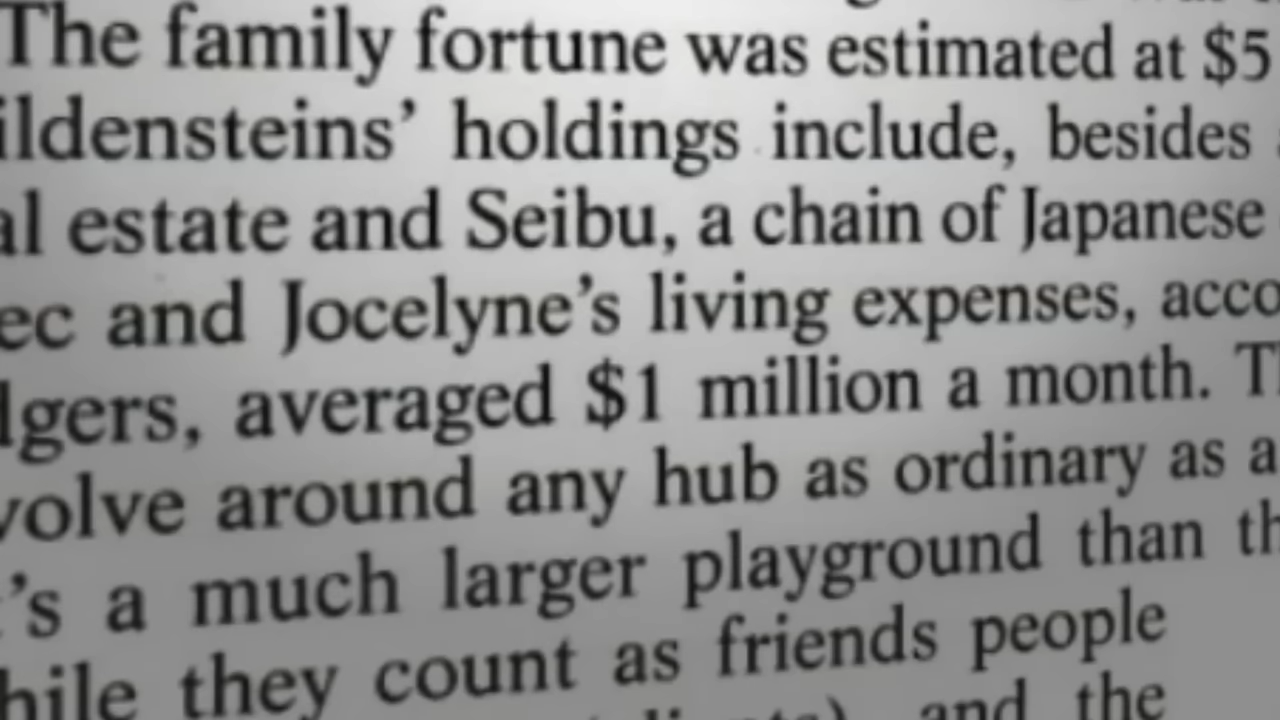 The family fortune was estimated at $5
ildensteins' holdings include, besides
al estate and Seibu, a chain of Japanese
ec and Jocelyne's living expenses, acco
lgers, averaged $1 million a month. T
volve around any hub as ordinary as a
's a much larger playground than th
hile they count as friends people
and the